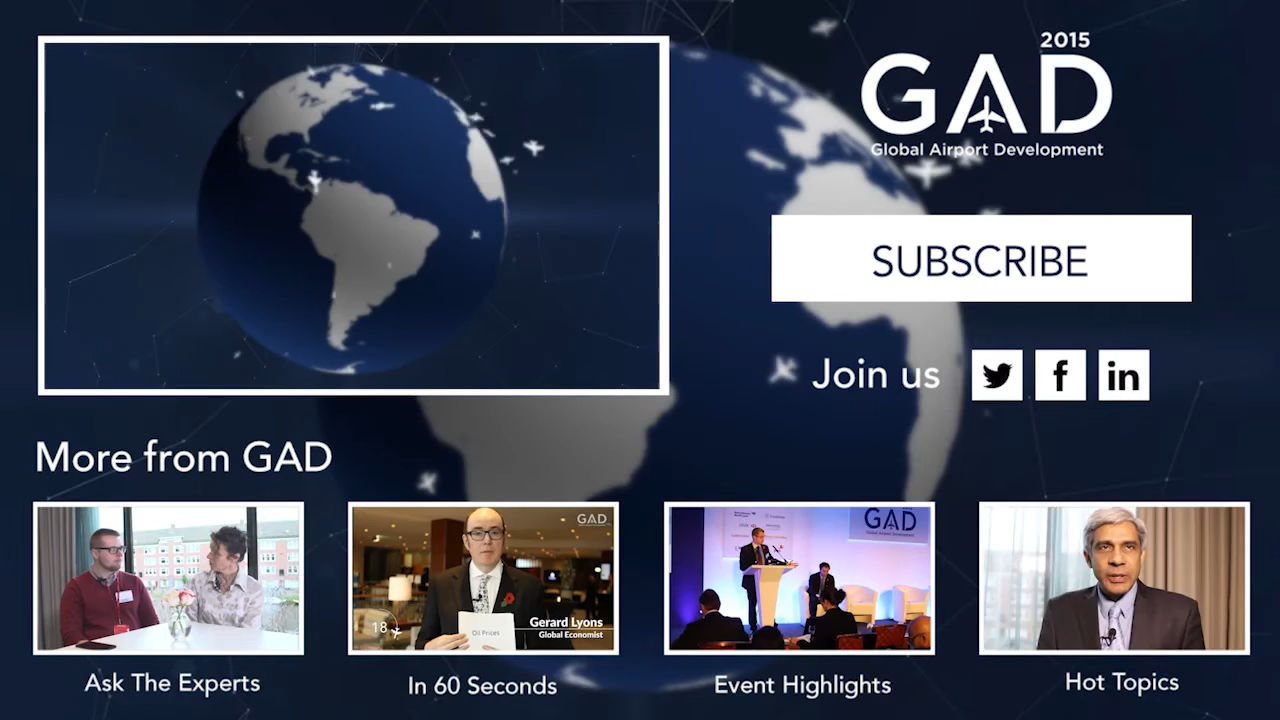 2015
GAD
Global Airport Development
SUBSCRIBE
Join us
More from GAD
GAD
18
Oil Prices
Gerard Lyons
Global Economist
GAD
Global Airport Development
Ask The Experts
In 60 Seconds
Event Highlights
Hot Topics